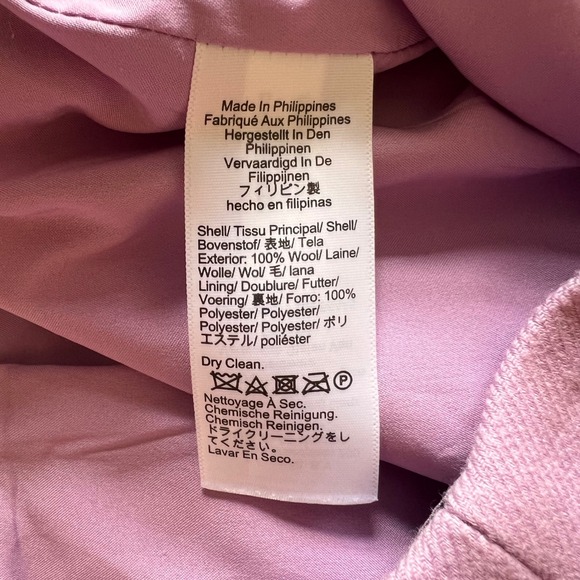 Made In Philippines
Fabriqué Aux Philippines
Hergestellt In Den
Philippinen
Vervaardigd In De
Filippijnen
フィリピン製
hecho en filipinas
Shell/ Tissu Principal/ Shell/
Bovenstof/ 表地/ Tela
Exterior: 100% Wool/ Laine/
Wolle/ Wol/ 毛/ lana
Lining/ Doublure/ Futter/
Voering/ 裏地/ Forro: 100%
Polyester/ Polyester/
Polyester/ Polyester/ ポリ
エステル/ poliéster
Dry Clean.
P
Nettoyage À Sec.
Chemische Reinigung.
Chemisch Reinigen.
ドライクリーニングをし
てください。
Lavar En Seco.